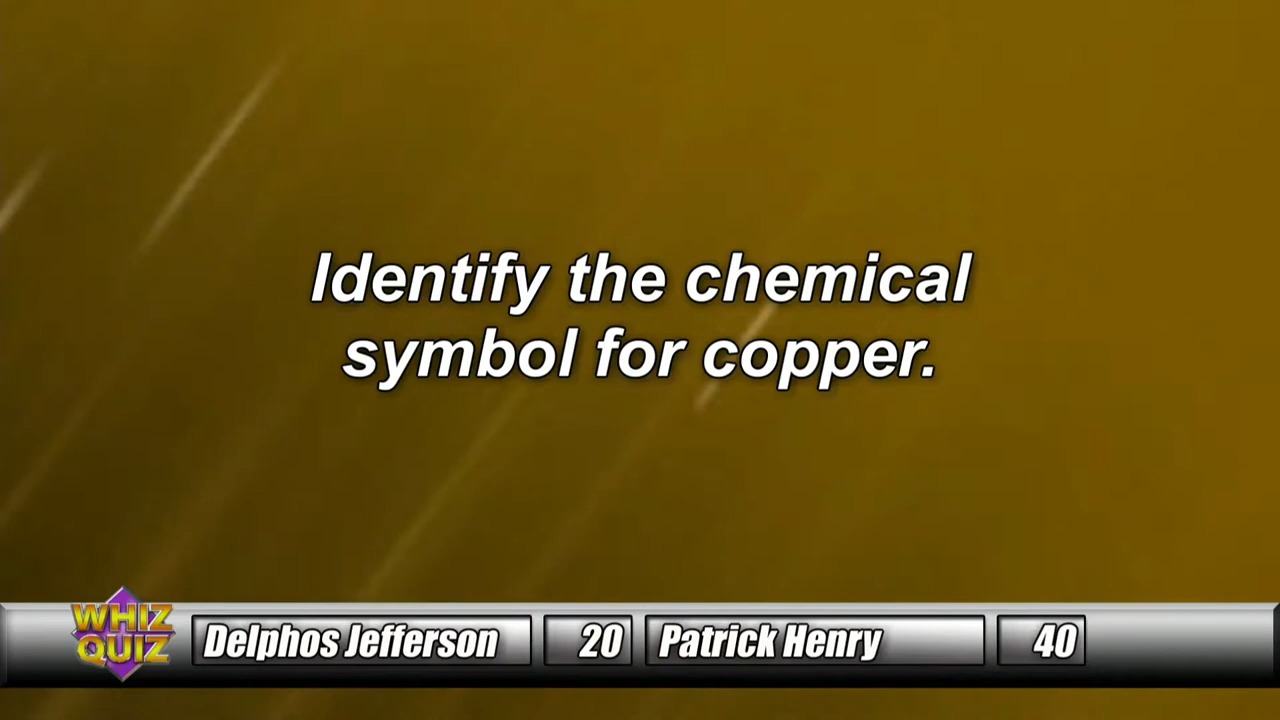 Identify the chemical
symbol for copper.
WHIZ
QUIZ
Delphos Jefferson 20 Patrick Henry 40